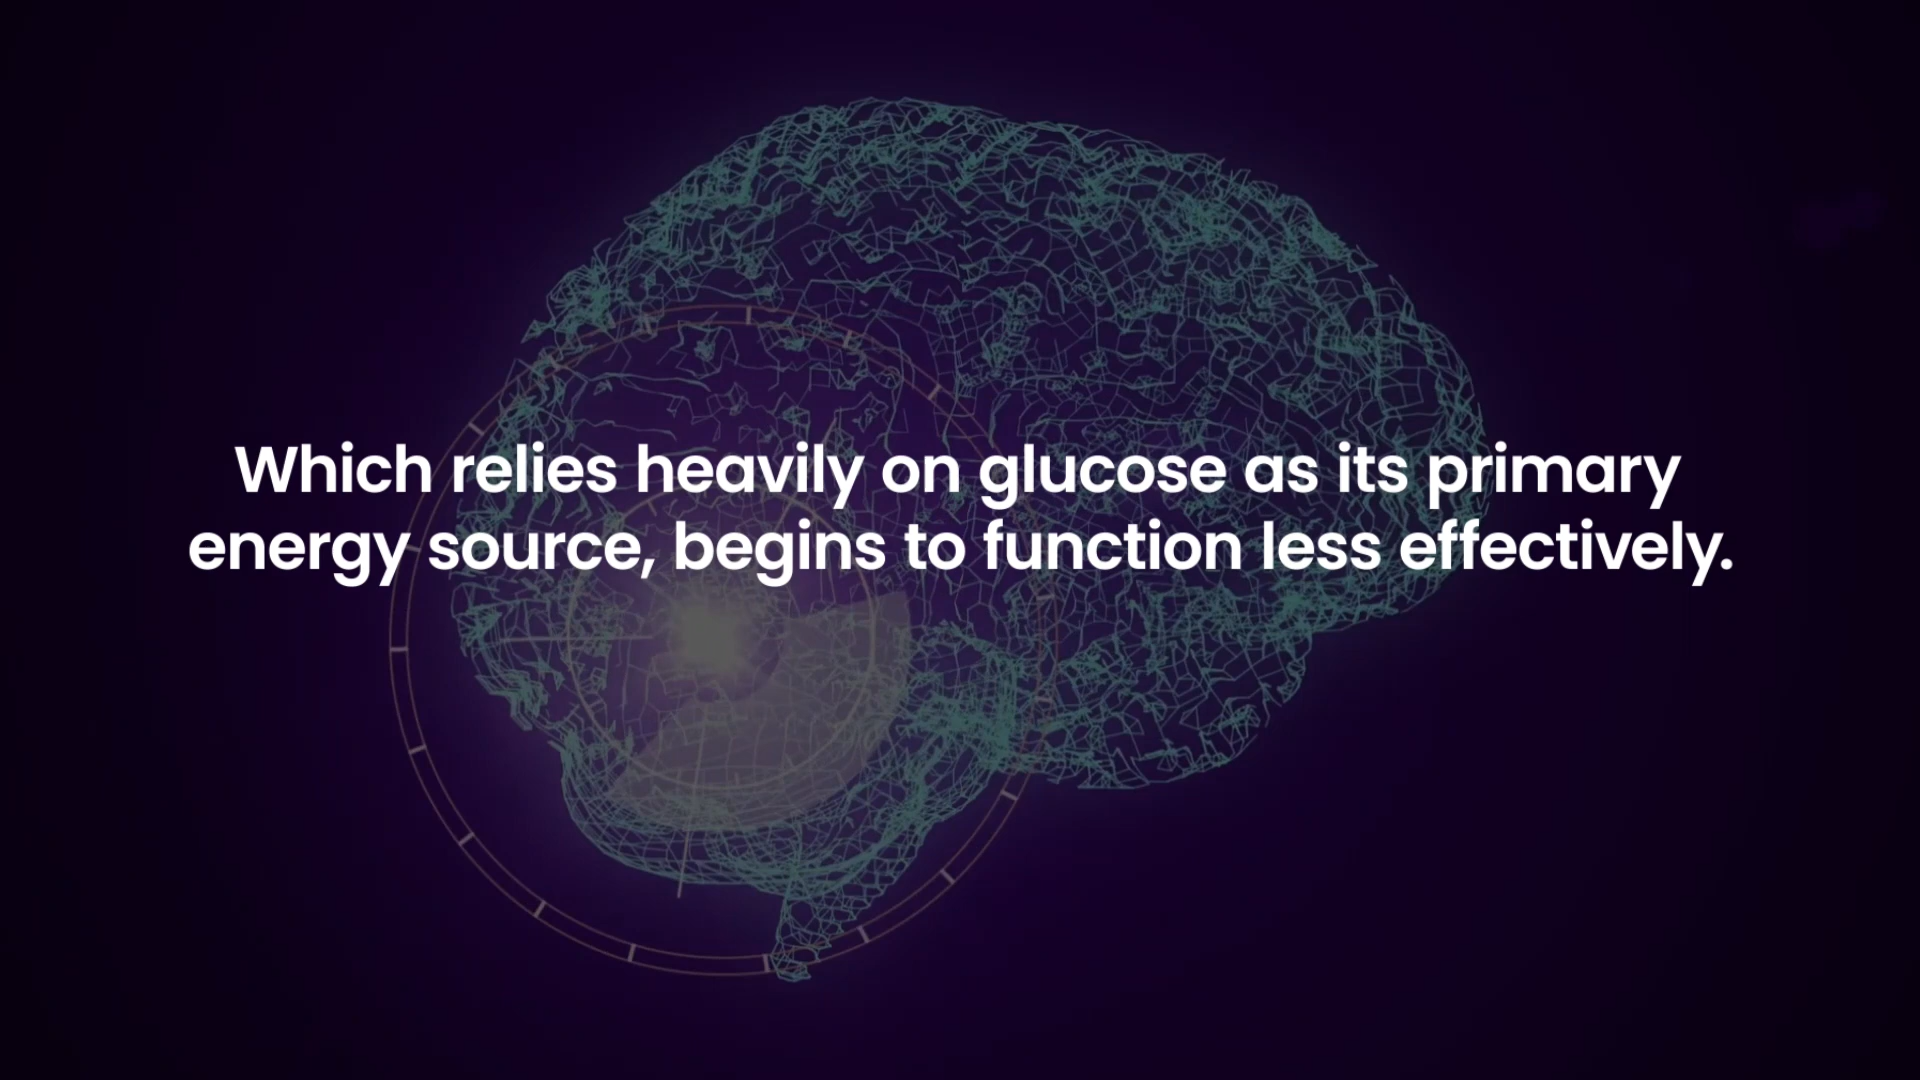 Which relies heavily on glucose as its primary
energy source, begins to function less effectively.